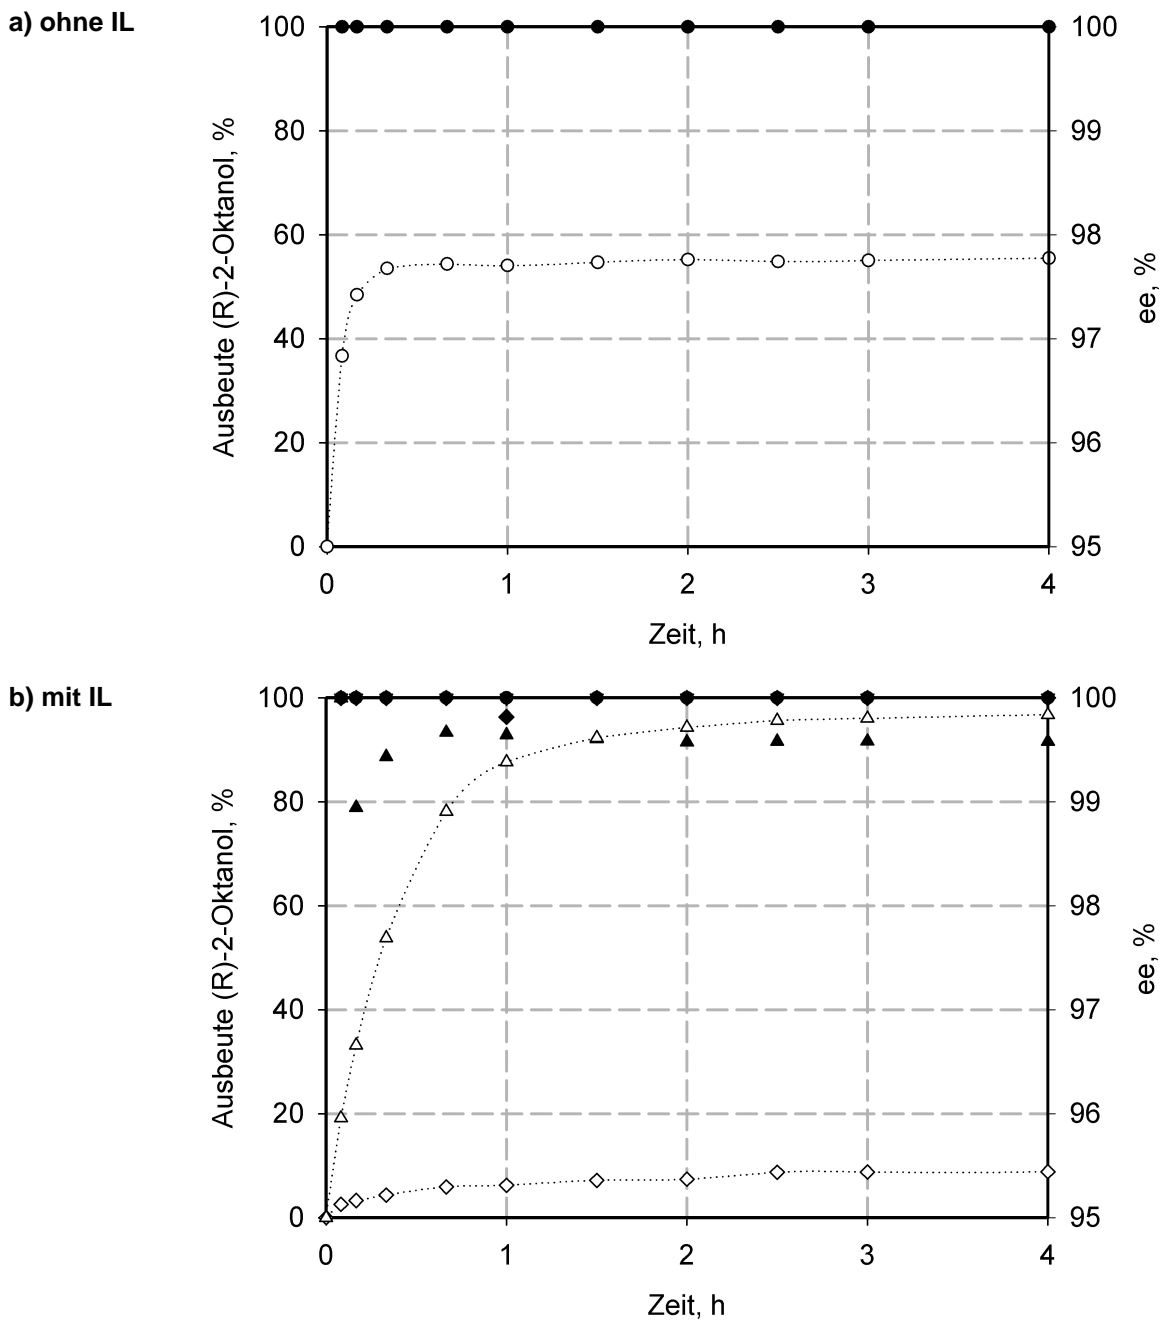 a) ohne IL
100
80
60
40
20
0
Ausbeute (R)-2-Oktanol, %
100
99
98
97
96
95
ee, %
0 1 2 3 4
Zeit, h
b) mit IL
100
80
60
40
20
0
Ausbeute (R)-2-Oktanol, %
100
99
98
97
96
95
ee, %
0 1 2 3 4
Zeit, h